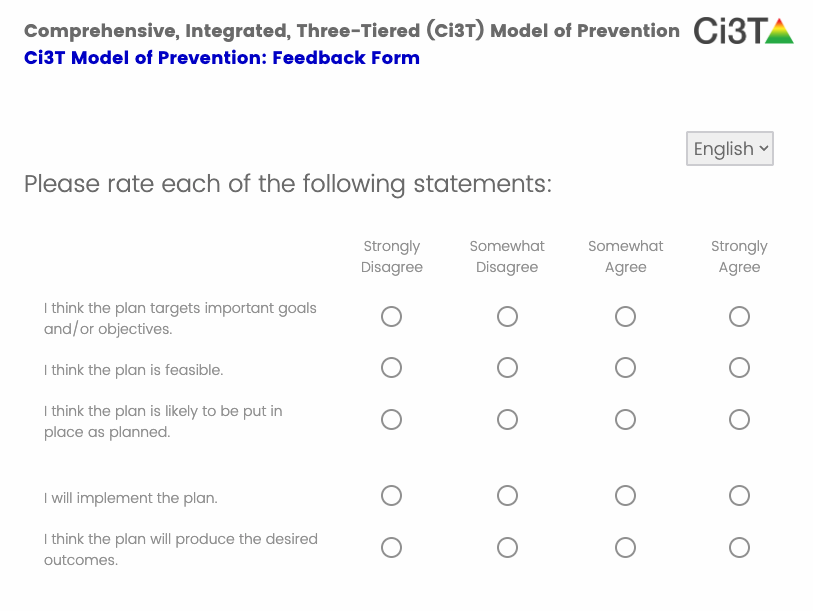 Comprehensive, Integrated, Three-Tiered (Ci3T) Model of Prevention
Ci3T
Ci3T Model of Prevention: Feedback Form
English
Please rate each of the following statements:
Strongly Disagree
Somewhat Disagree
Somewhat Agree
Strongly Agree
I think the plan targets important goals
and/or objectives.
I think the plan is feasible.
I think the plan is likely to be put in
place as planned.
I will implement the plan.
I think the plan will produce the desired
outcomes.